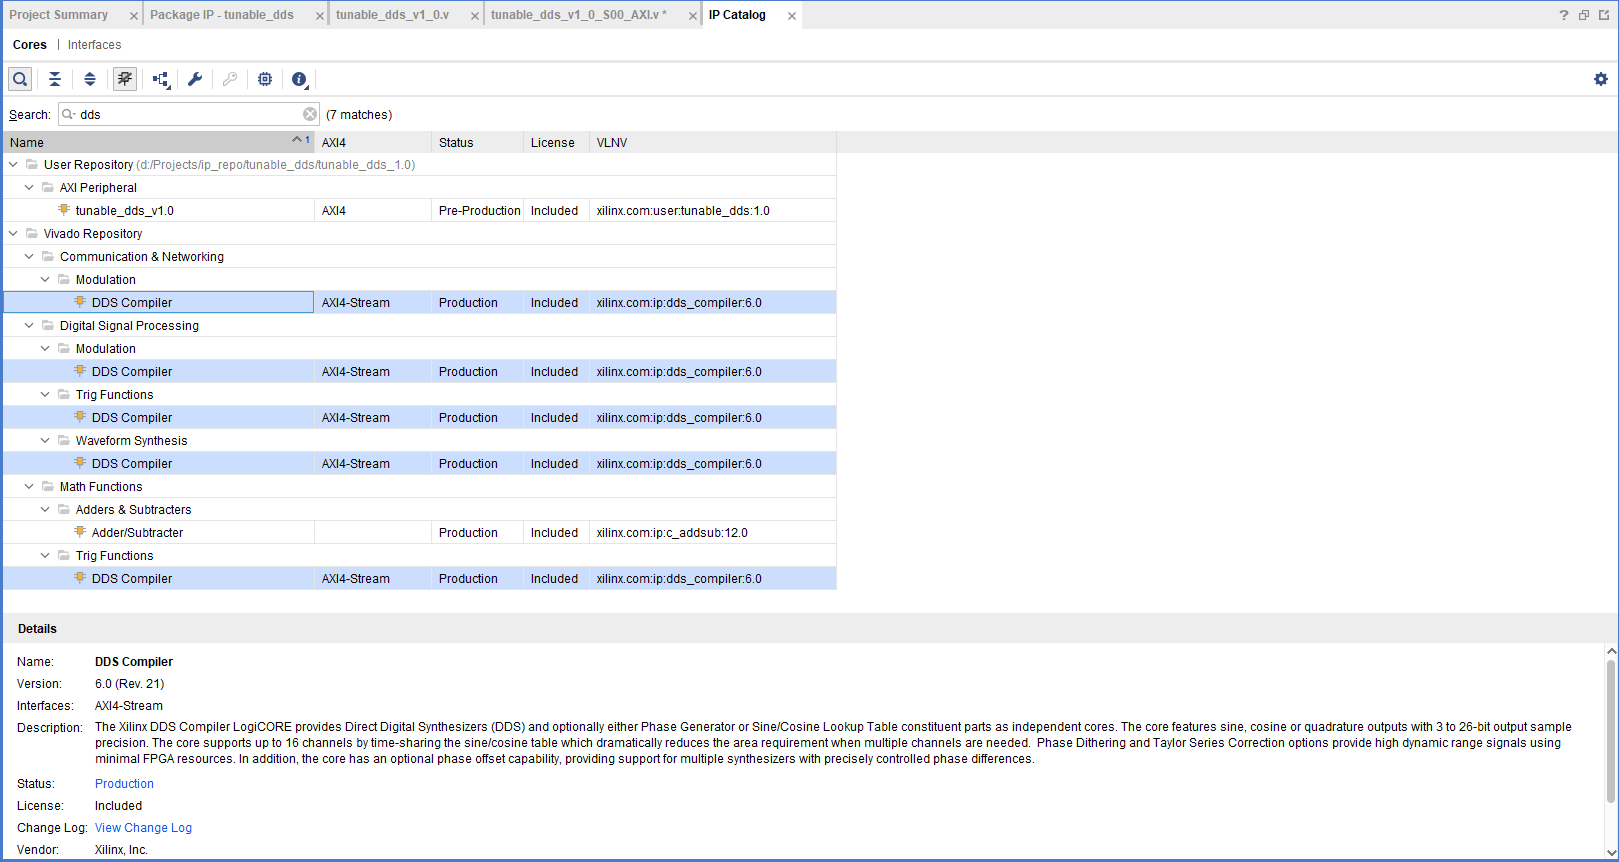 Project Summary Package IP - tunable_dds tunable_dds_v1_0.v tunable_dds_v1_0_S00_AXI.v * IP Catalog
Cores | Interfaces
Search: dds (7 matches)
Name 1 AXI4 Status License VLNV
User Repository (d:/Projects/ip_repo/tunable_dds/tunable_dds_1.0)
AXI Peripheral
tunable_dds_v1.0 AXI4 Pre-Production Included xilinx.com:user:tunable_dds:1.0
Vivado Repository
Communication & Networking
Modulation
DDS Compiler AXI4-Stream Production Included xilinx.com:ip:dds_compiler:6.0
Digital Signal Processing
Modulation
DDS Compiler AXI4-Stream Production Included xilinx.com:ip:dds_compiler:6.0
Trig Functions
DDS Compiler AXI4-Stream Production Included xilinx.com:ip:dds_compiler:6.0
Waveform Synthesis
DDS Compiler AXI4-Stream Production Included xilinx.com:ip:dds_compiler:6.0
Math Functions
Adders & Subtracters
Adder/Subtracter Production Included xilinx.com:ip:c_addsub:12.0
Trig Functions
DDS Compiler AXI4-Stream Production Included xilinx.com:ip:dds_compiler:6.0
Details
Name: DDS Compiler
Version: 6.0 (Rev. 21)
Interfaces: AXI4-Stream
Description: The Xilinx DDS Compiler LogiCORE provides Direct Digital Synthesizers (DDS) and optionally either Phase Generator or Sine/Cosine Lookup Table constituent parts as independent cores. The core features sine, cosine or quadrature outputs with 3 to 26-bit output sample
precision. The core supports up to 16 channels by time-sharing the sine/cosine table which dramatically reduces the area requirement when multiple channels are needed. Phase Dithering and Taylor Series Correction options provide high dynamic range signals using
minimal FPGA resources. In addition, the core has an optional phase offset capability, providing support for multiple synthesizers with precisely controlled phase differences.
Status: Production
License: Included
Change Log: View Change Log
Vendor: Xilinx, Inc.